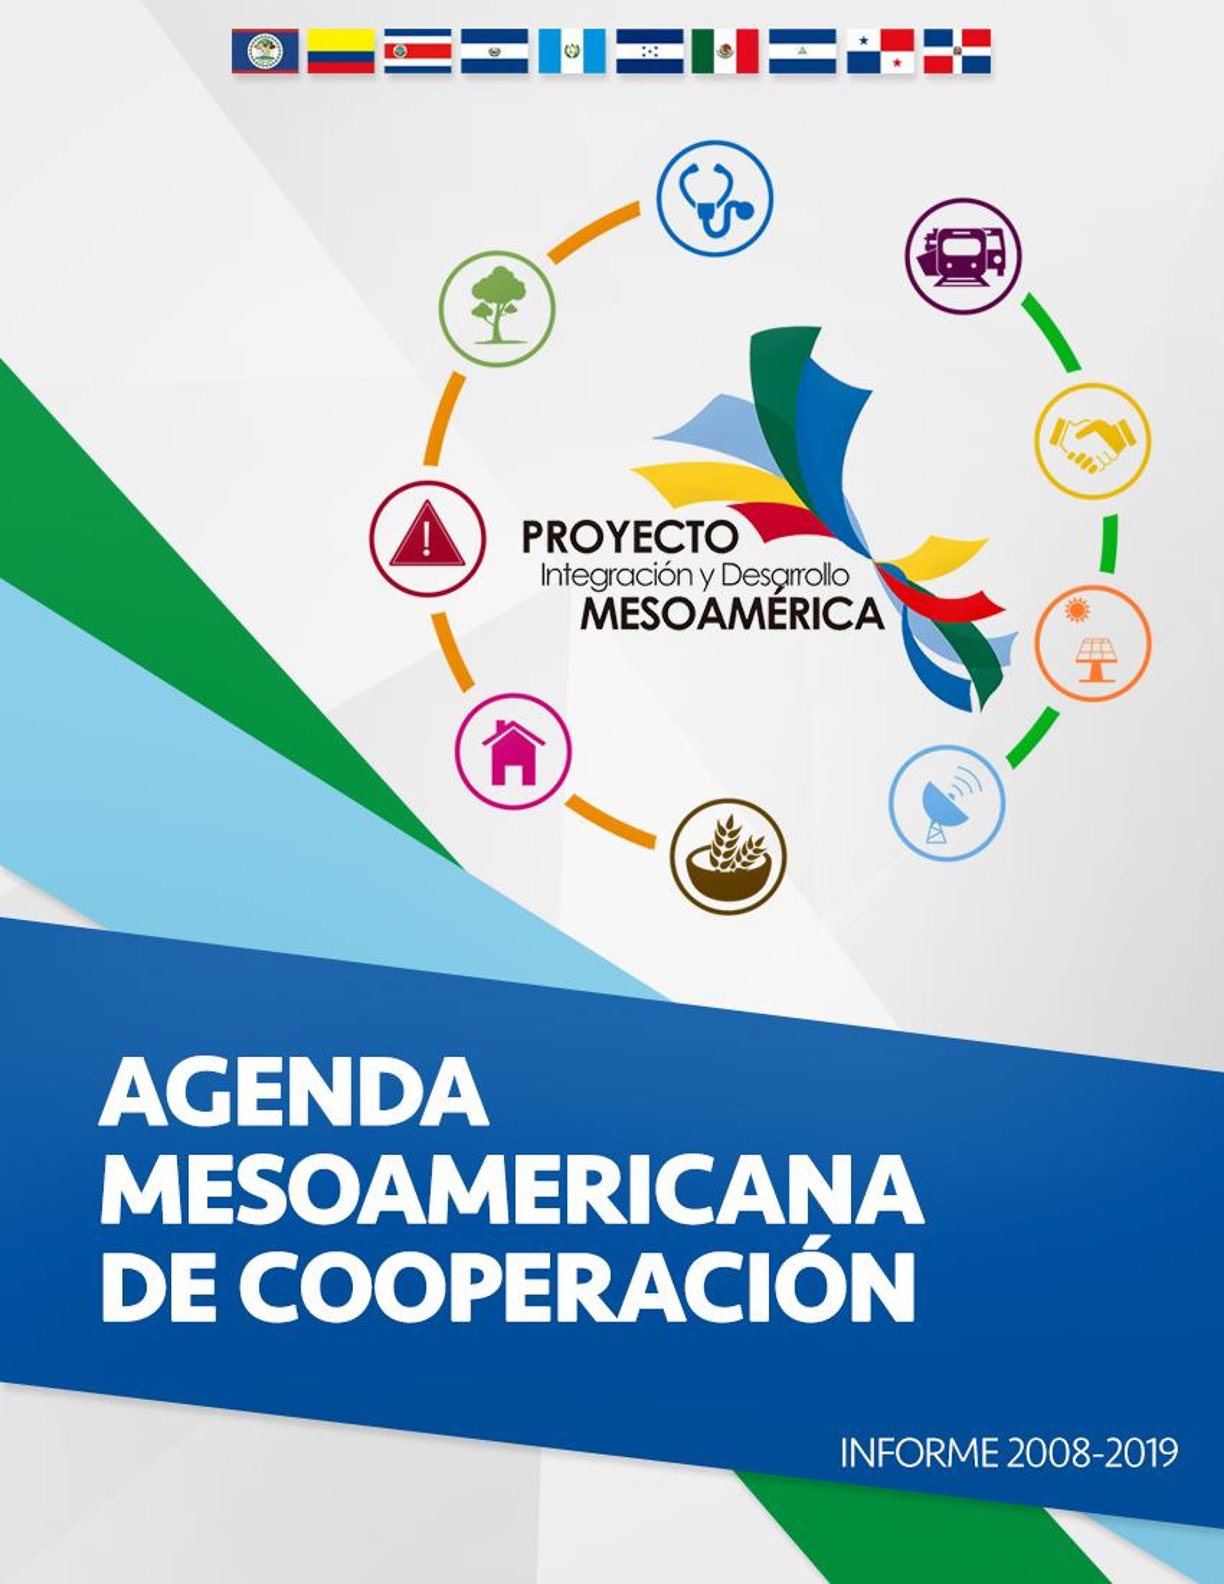 PROYECTO
Integración y Desarrollo
MESOAMÉRICA
AGENDA
MESOAMERICANA
DE COOPERACIÓN
INFORME 2008-2019